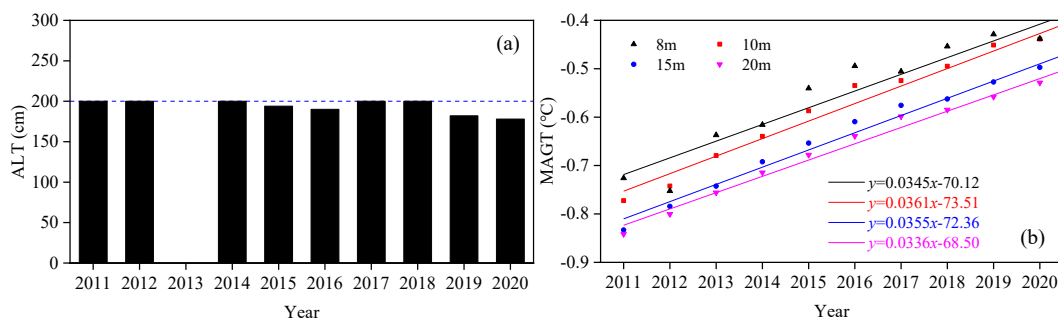 300
250
200
150
100
50
0
ALT (cm)
(a)
2011 2012 2013 2014 2015 2016 2017 2018 2019 2020
Year
-0.4
-0.5
-0.6
-0.7
-0.8
-0.9
MAGT (℃)
8m 10m
15m 20m
y=0.0345x-70.12
y=0.0361x-73.51
y=0.0355x-72.36
y=0.0336x-68.50
(b)
2011 2012 2013 2014 2015 2016 2017 2018 2019 2020
Year